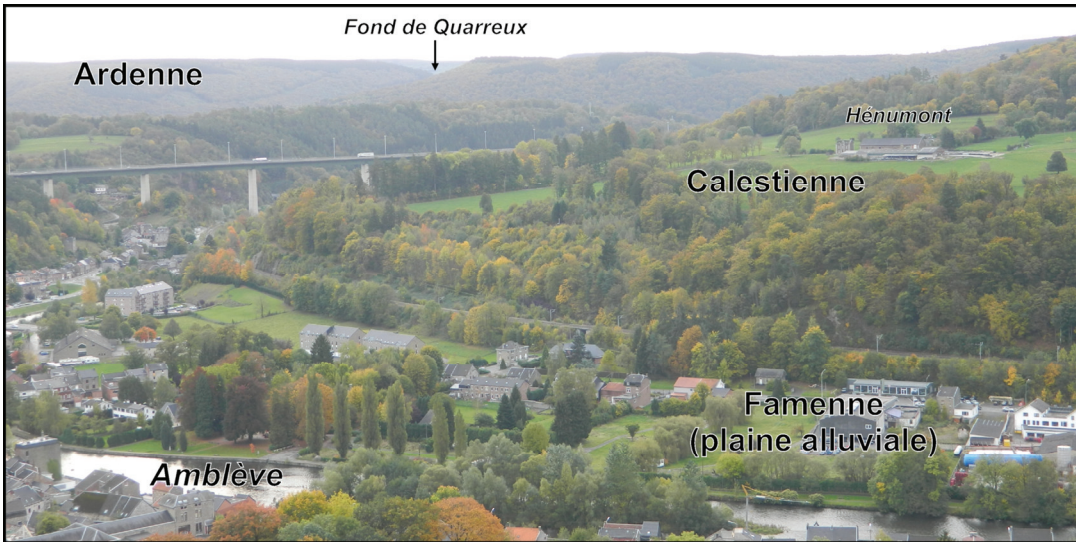 Fond de Quarreux
Ardenne
Hénumont
Calestienne
Famenne
(plaine alluviale)
Amblève